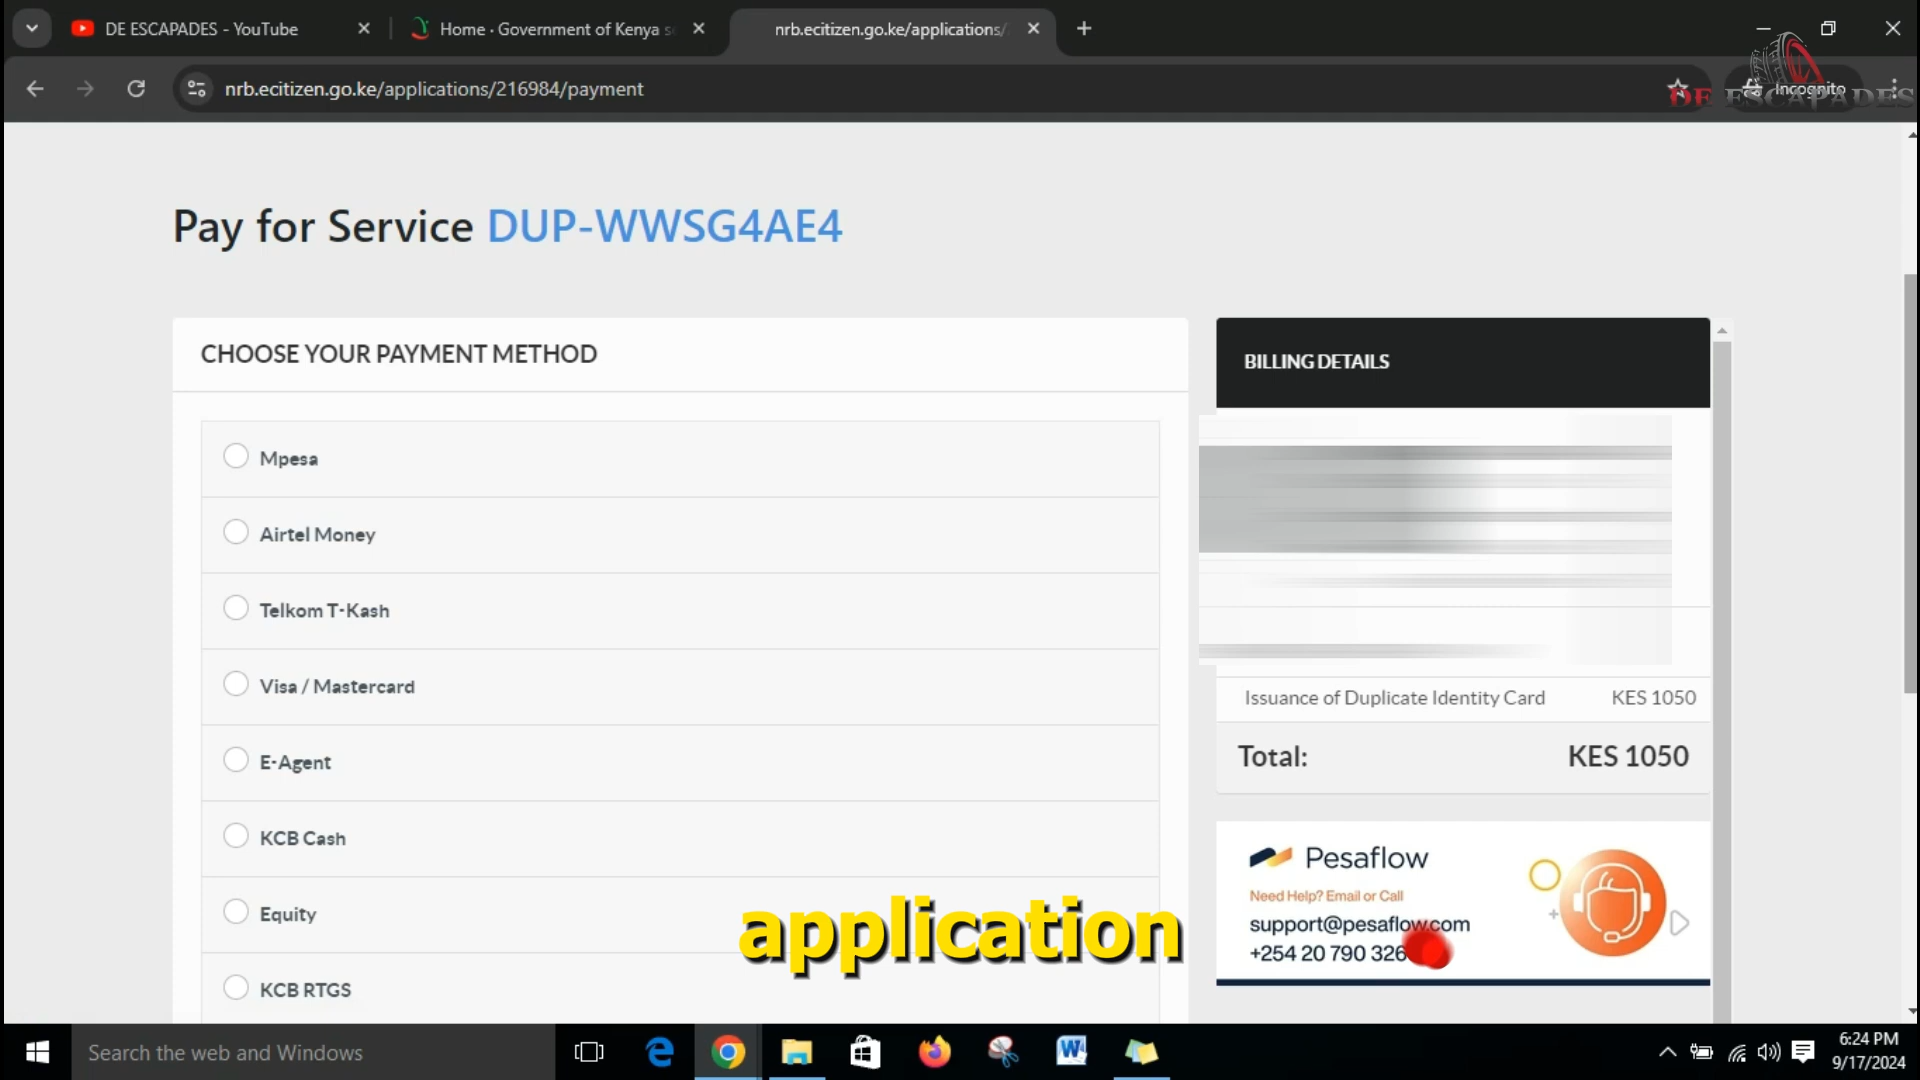 DE ESCAPADES - YouTube
Home · Government of Kenya s
nrb.ecitizen.go.ke/applications/
nrb.ecitizen.go.ke/applications/216984/payment
Incognito
DE ESCAPADES
Pay for Service DUP-WWSG4AE4
CHOOSE YOUR PAYMENT METHOD
Mpesa
Airtel Money
Telkom T-Kash
Visa / Mastercard
E-Agent
KCB Cash
Equity
KCB RTGS
BILLING DETAILS
Issuance of Duplicate Identity Card KES 1050
Total: KES 1050
Pesaflow
Need Help? Email or Call
support@pesaflow.com
+254 20 790 326
application
Search the web and Windows
6:24 PM
9/17/2024